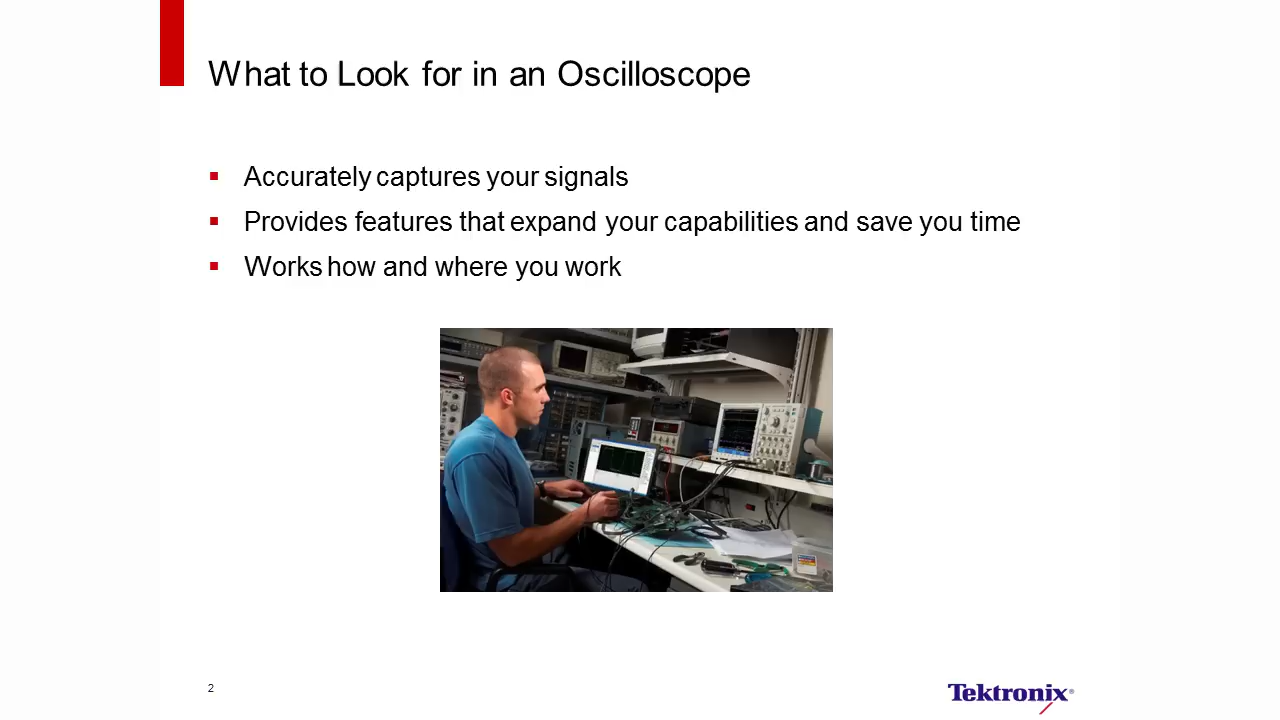 What to Look for in an Oscilloscope
Accurately captures your signals
Provides features that expand your capabilities and save you time
Works how and where you work
2
Tektronix®